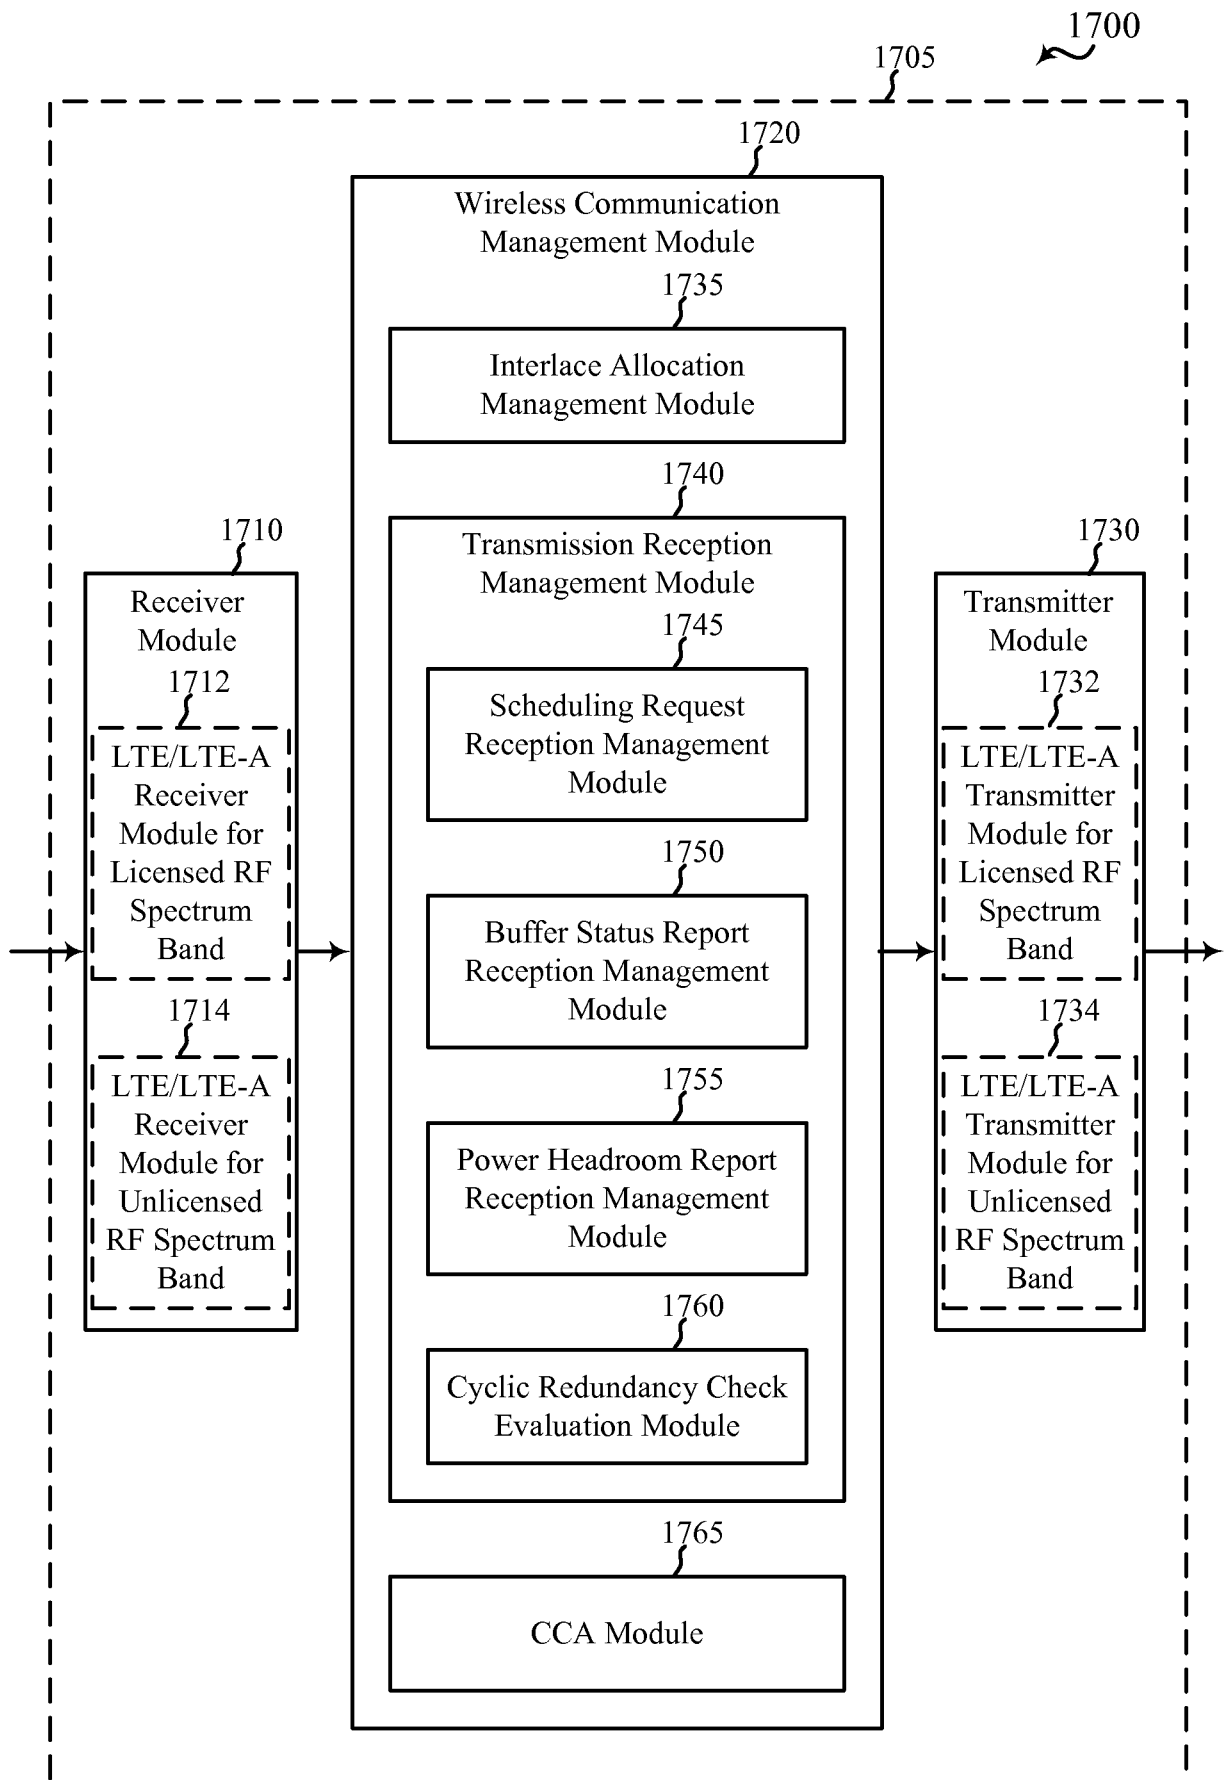 1700
1705
1720
Wireless Communication
Management Module
1735
Interlace Allocation
Management Module
1740
Transmission Reception
Management Module
1745
Scheduling Request
Reception Management
Module
1750
Buffer Status Report
Reception Management
Module
1755
Power Headroom Report
Reception Management
Module
1760
Cyclic Redundancy Check
Evaluation Module
1765
CCA Module
1710
Receiver
Module
1712
LTE/LTE-A
Receiver
Module for
Licensed RF
Spectrum
Band
1714
LTE/LTE-A
Receiver
Module for
Unlicensed
RF Spectrum
Band
1730
Transmitter
Module
1732
LTE/LTE-A
Transmitter
Module for
Licensed RF
Spectrum
Band
1734
LTE/LTE-A
Transmitter
Module for
Unlicensed
RF Spectrum
Band